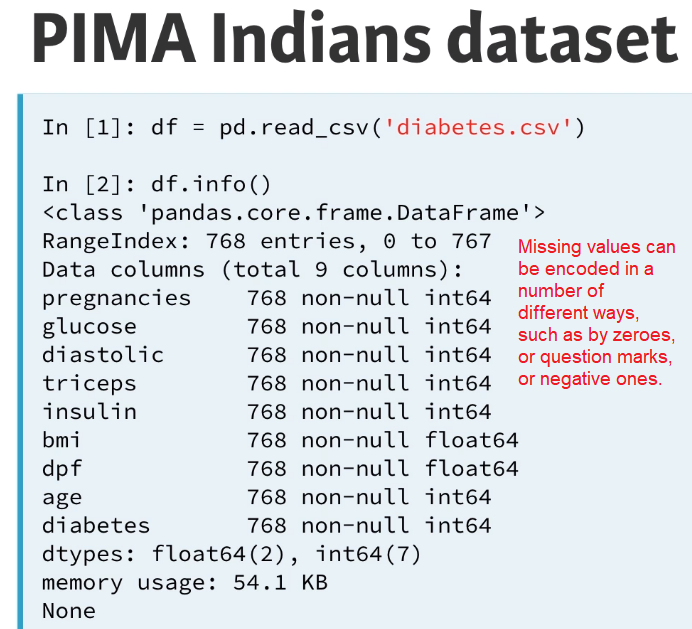 PIMA Indians dataset
In [1]: df = pd.read_csv('diabetes.csv')
In [2]: df.info()
<class 'pandas.core.frame.DataFrame'>
RangeIndex: 768 entries, 0 to 767
Data columns (total 9 columns):
pregnancies    768 non-null int64
glucose        768 non-null int64
diastolic      768 non-null int64
triceps        768 non-null int64
insulin        768 non-null int64
bmi            768 non-null float64
dpf            768 non-null float64
age            768 non-null int64
diabetes       768 non-null int64
dtypes: float64(2), int64(7)
memory usage: 54.1 KB
None
Missing values can
be encoded in a
number of
different ways,
such as by zeroes,
or question marks,
or negative ones.